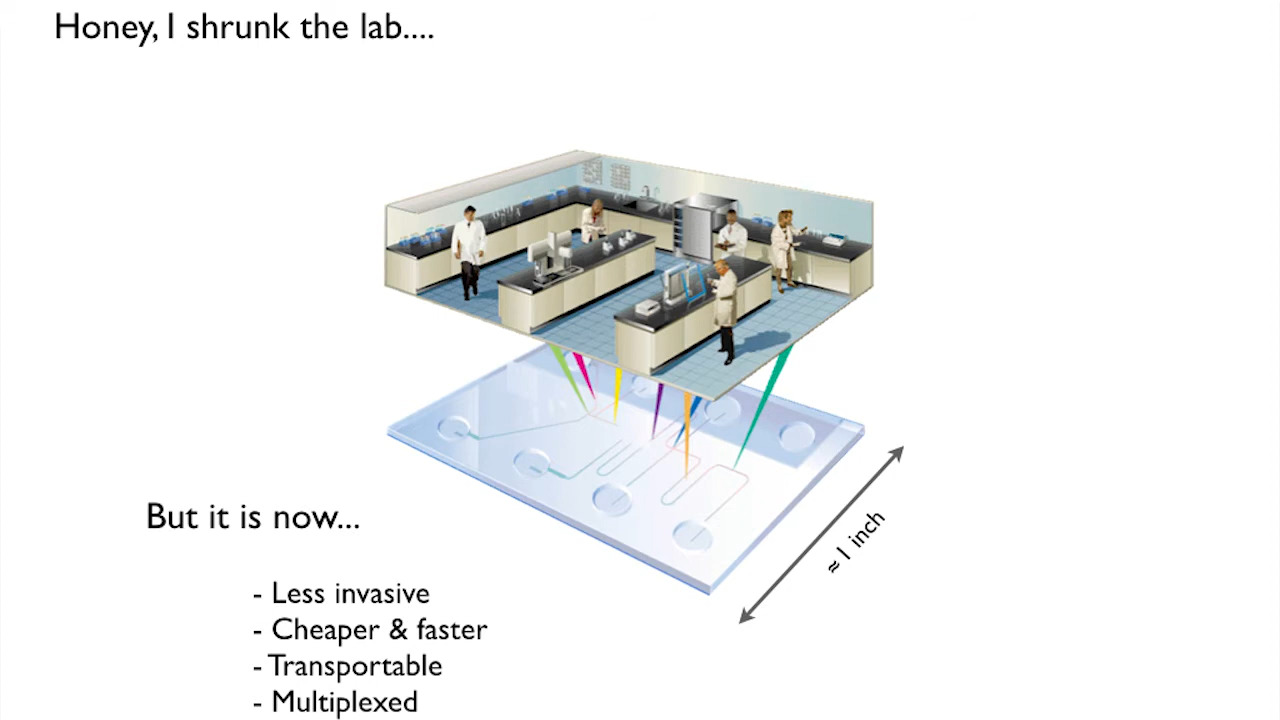 Honey, I shrunk the lab....
≈ 1 inch
But it is now...
- Less invasive
- Cheaper & faster
- Transportable
- Multiplexed